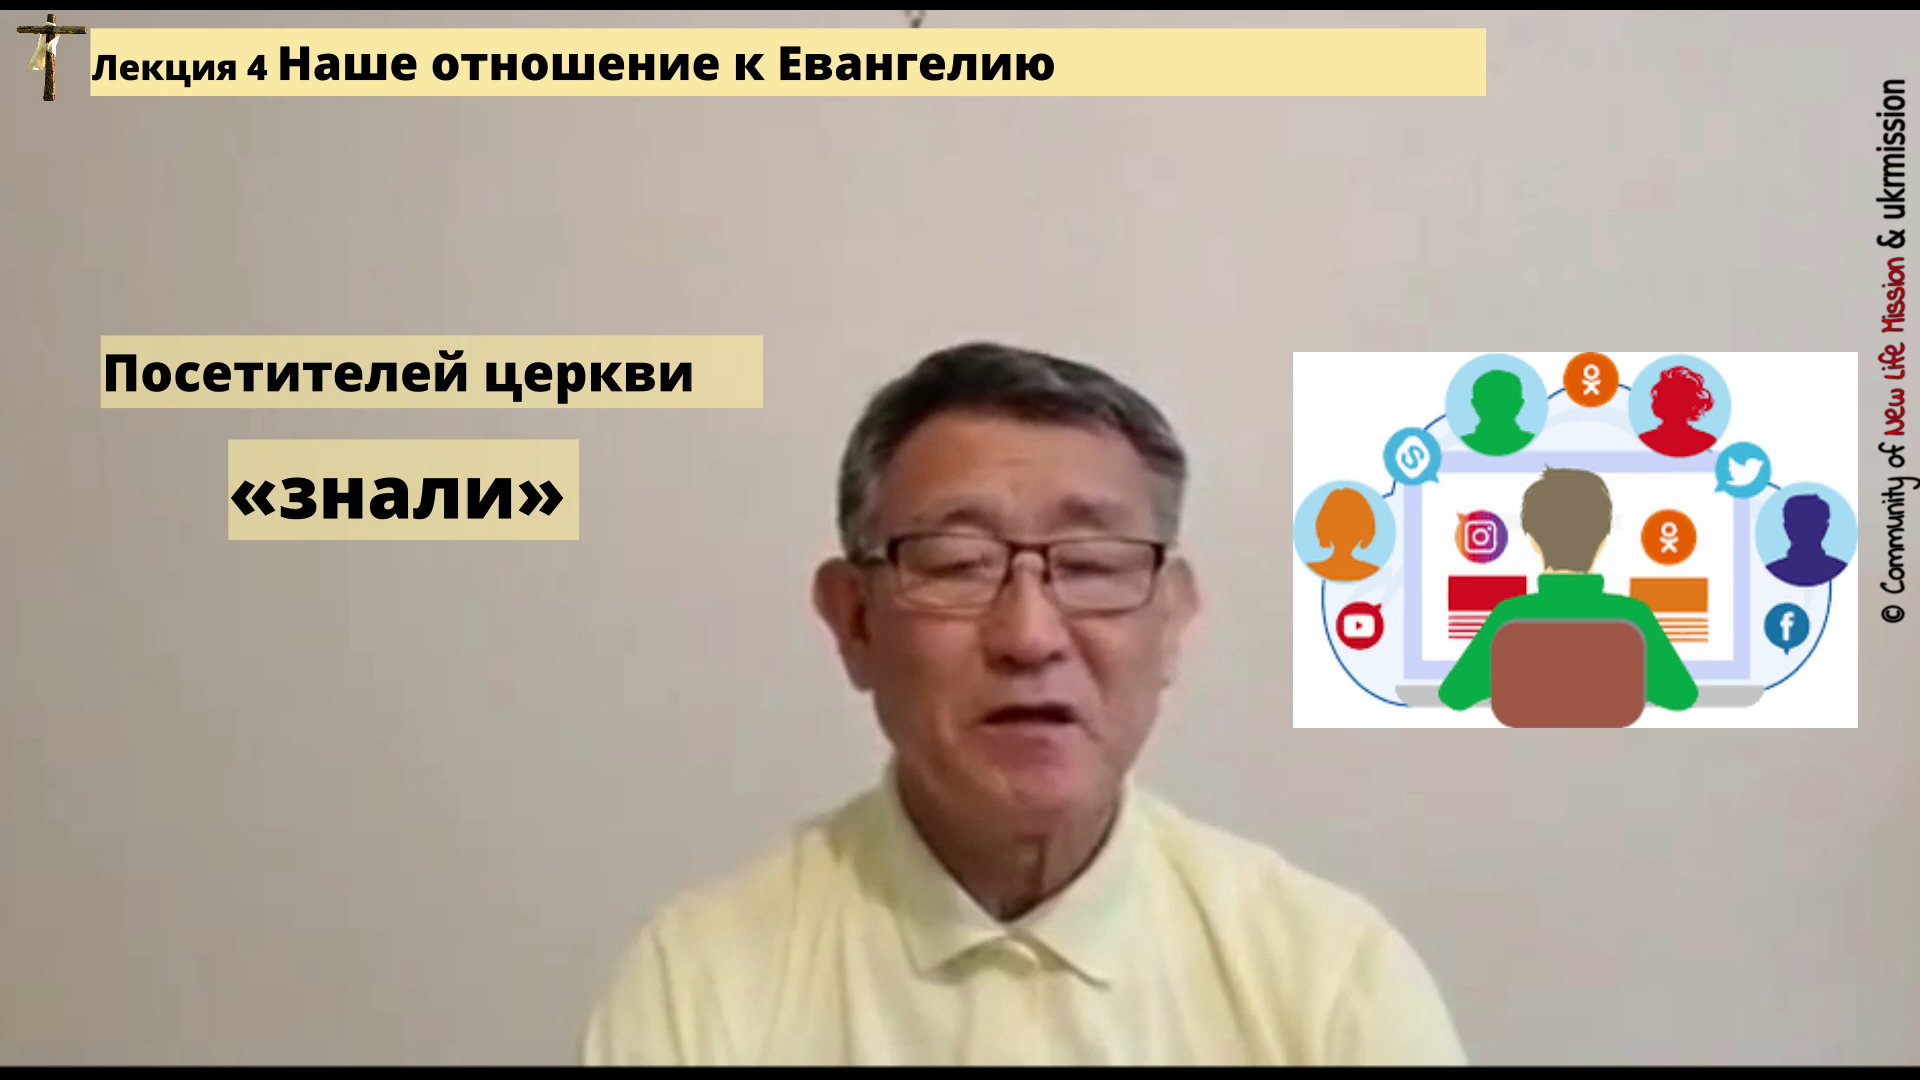 Лекция 4 Наше отношение к Евангелию
Посетителей церкви
«знали»
© Community of New Life Mission & ukrmission